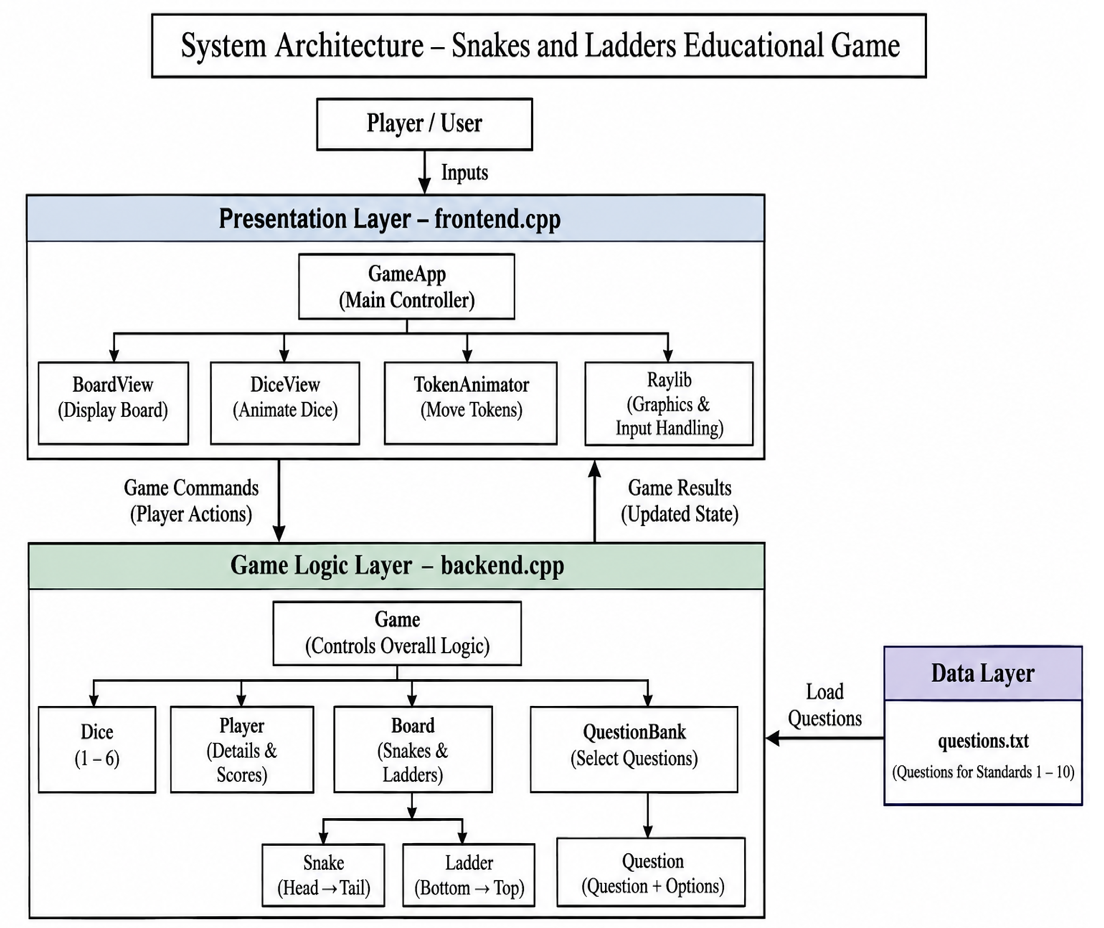 System Architecture – Snakes and Ladders Educational Game
Player / User
Inputs
Presentation Layer – frontend.cpp
GameApp
(Main Controller)
BoardView
(Display Board)
DiceView
(Animate Dice)
TokenAnimator
(Move Tokens)
Raylib
(Graphics &
Input Handling)
Game Commands
(Player Actions)
Game Results
(Updated State)
Game Logic Layer – backend.cpp
Game
(Controls Overall Logic)
Dice
(1 – 6)
Player
(Details &
Scores)
Board
(Snakes &
Ladders)
QuestionBank
(Select Questions)
Snake
(Head → Tail)
Ladder
(Bottom → Top)
Question
(Question + Options)
Load
Questions
Data Layer
questions.txt
(Questions for Standards 1 – 10)